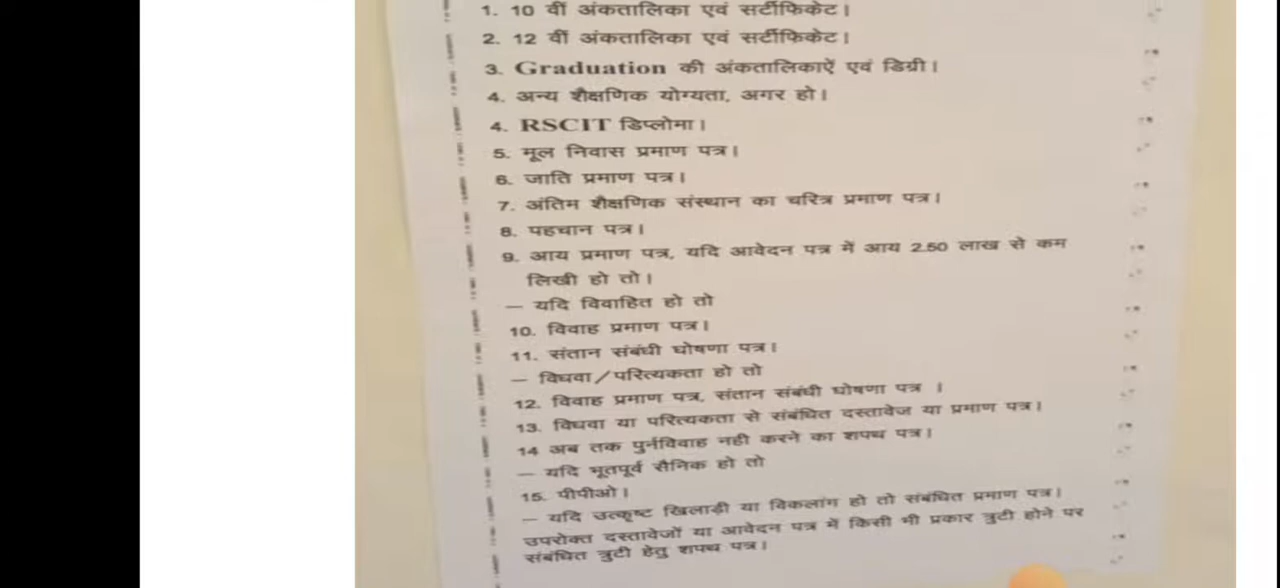 1. 10 वीं अंकतालिका एवं सर्टीफिकेट।
2. 12 वीं अंकतालिका एवं सर्टीफिकेट।
3. Graduation की अंकतालिकाऐं एवं डिग्री।
4. अन्य शैक्षणिक योग्यता, अगर हो।
4. RSCIT डिप्लोमा।
5. मूल निवास प्रमाण पत्र।
6. जाति प्रमाण पत्र।
7. अंतिम शैक्षणिक संस्थान का चरित्र प्रमाण पत्र।
8. पहचान पत्र।
9. आय प्रमाण पत्र, यदि आवेदन पत्र में आय 2.50 लाख से कम
लिखी हो तो।
– यदि विवाहित हो तो
10. विवाह प्रमाण पत्र।
11. संतान संबंधी घोषणा पत्र।
– विधवा/परित्यकता हो तो
12. विवाह प्रमाण पत्र, संतान संबंधी घोषणा पत्र ।
13. विधवा या परित्यकता से संबंधित दस्तावेज या प्रमाण पत्र।
14 अब तक पुर्नविवाह नही करने का शपथ पत्र।
– यदि भूतपूर्व सैनिक हो तो
15. पीपीओ।
– यदि उत्कृष्ट खिलाड़ी या विकलांग हो तो संबंधित प्रमाण पत्र।
उपरोक्त दस्तावेजों या आवेदन पत्र में किसी भी प्रकार त्रुटी होने पर
संबंधित त्रुटी हेतु शपथ पत्र।